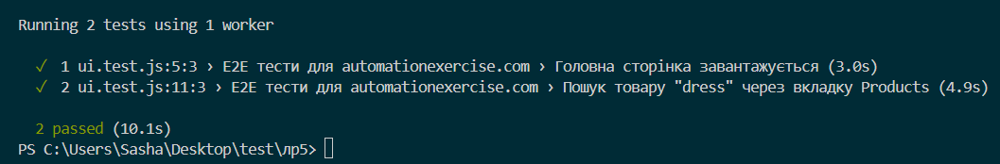 Running 2 tests using 1 worker
✓ 1 ui.test.js:5:3 › E2E тести для automationexercise.com › Головна сторінка завантажується (3.0s)
✓ 2 ui.test.js:11:3 › E2E тести для automationexercise.com › Пошук товару "dress" через вкладку Products (4.9s)
2 passed (10.1s)
PS C:\Users\Sasha\Desktop\test\лр5>